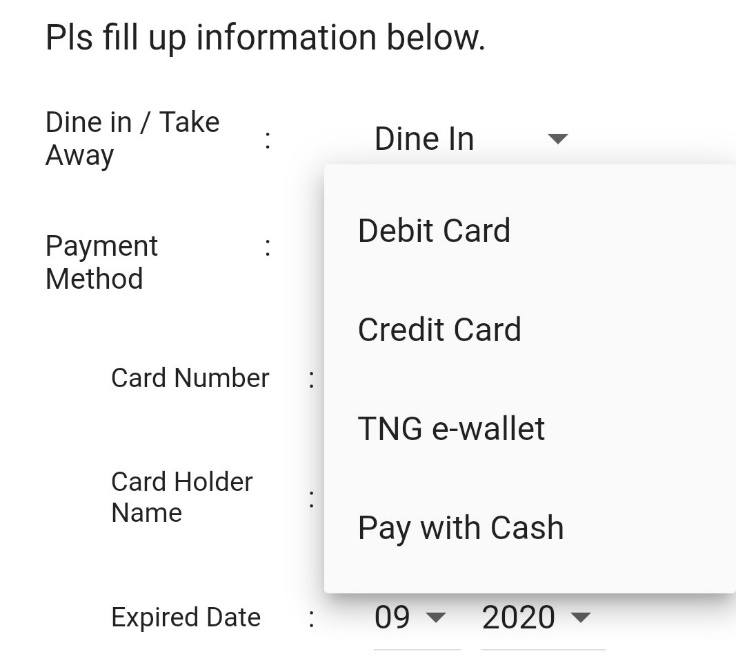 Pls fill up information below.
Dine in / Take
Away
:
Dine In
Payment
Method
:
Debit Card
Credit Card
TNG e-wallet
Pay with Cash
Card Number :
Card Holder
Name
:
Expired Date : 09 2020